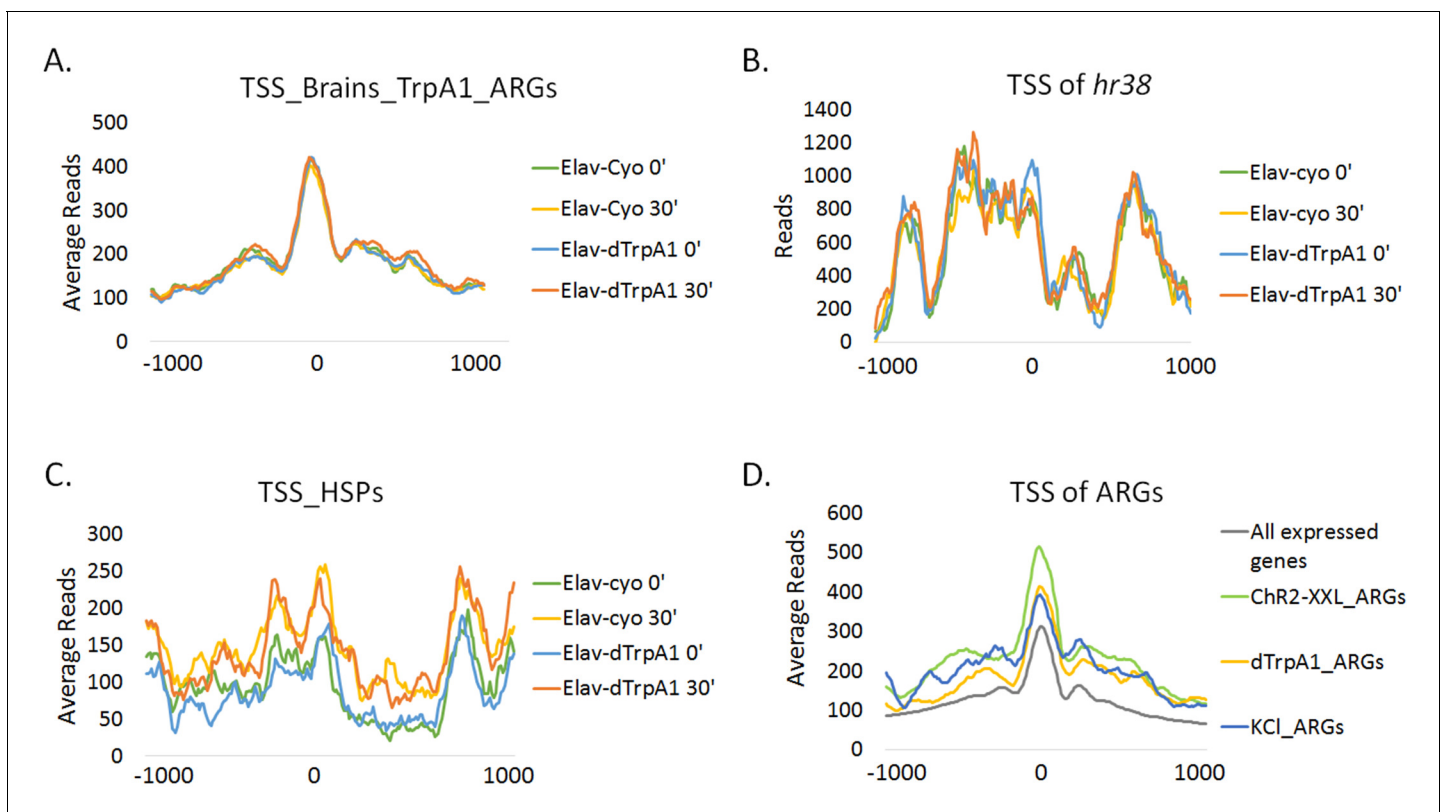 A.
TSS_Brains_TrpA1_ARGs
Average Reads
500
400
300
200
100
0
-1000 0 1000
Elav-Cyo 0'
Elav-Cyo 30'
Elav-dTrpA1 0'
Elav-dTrpA1 30'
B.
TSS of hr38
Reads
1400
1200
1000
800
600
400
200
0
-1000 0 1000
Elav-cyo 0'
Elav-cyo 30'
Elav-dTrpA1 0'
Elav-dTrpA1 30'
C.
TSS_HSPs
Average Reads
300
250
200
150
100
50
0
-1000 0 1000
Elav-cyo 0'
Elav-cyo 30'
Elav-dTrpA1 0'
Elav-dTrpA1 30'
D.
TSS of ARGs
Average Reads
600
500
400
300
200
100
0
-1000 0 1000
All expressed
genes
ChR2-XXL_ARGs
dTrpA1_ARGs
KCl_ARGs